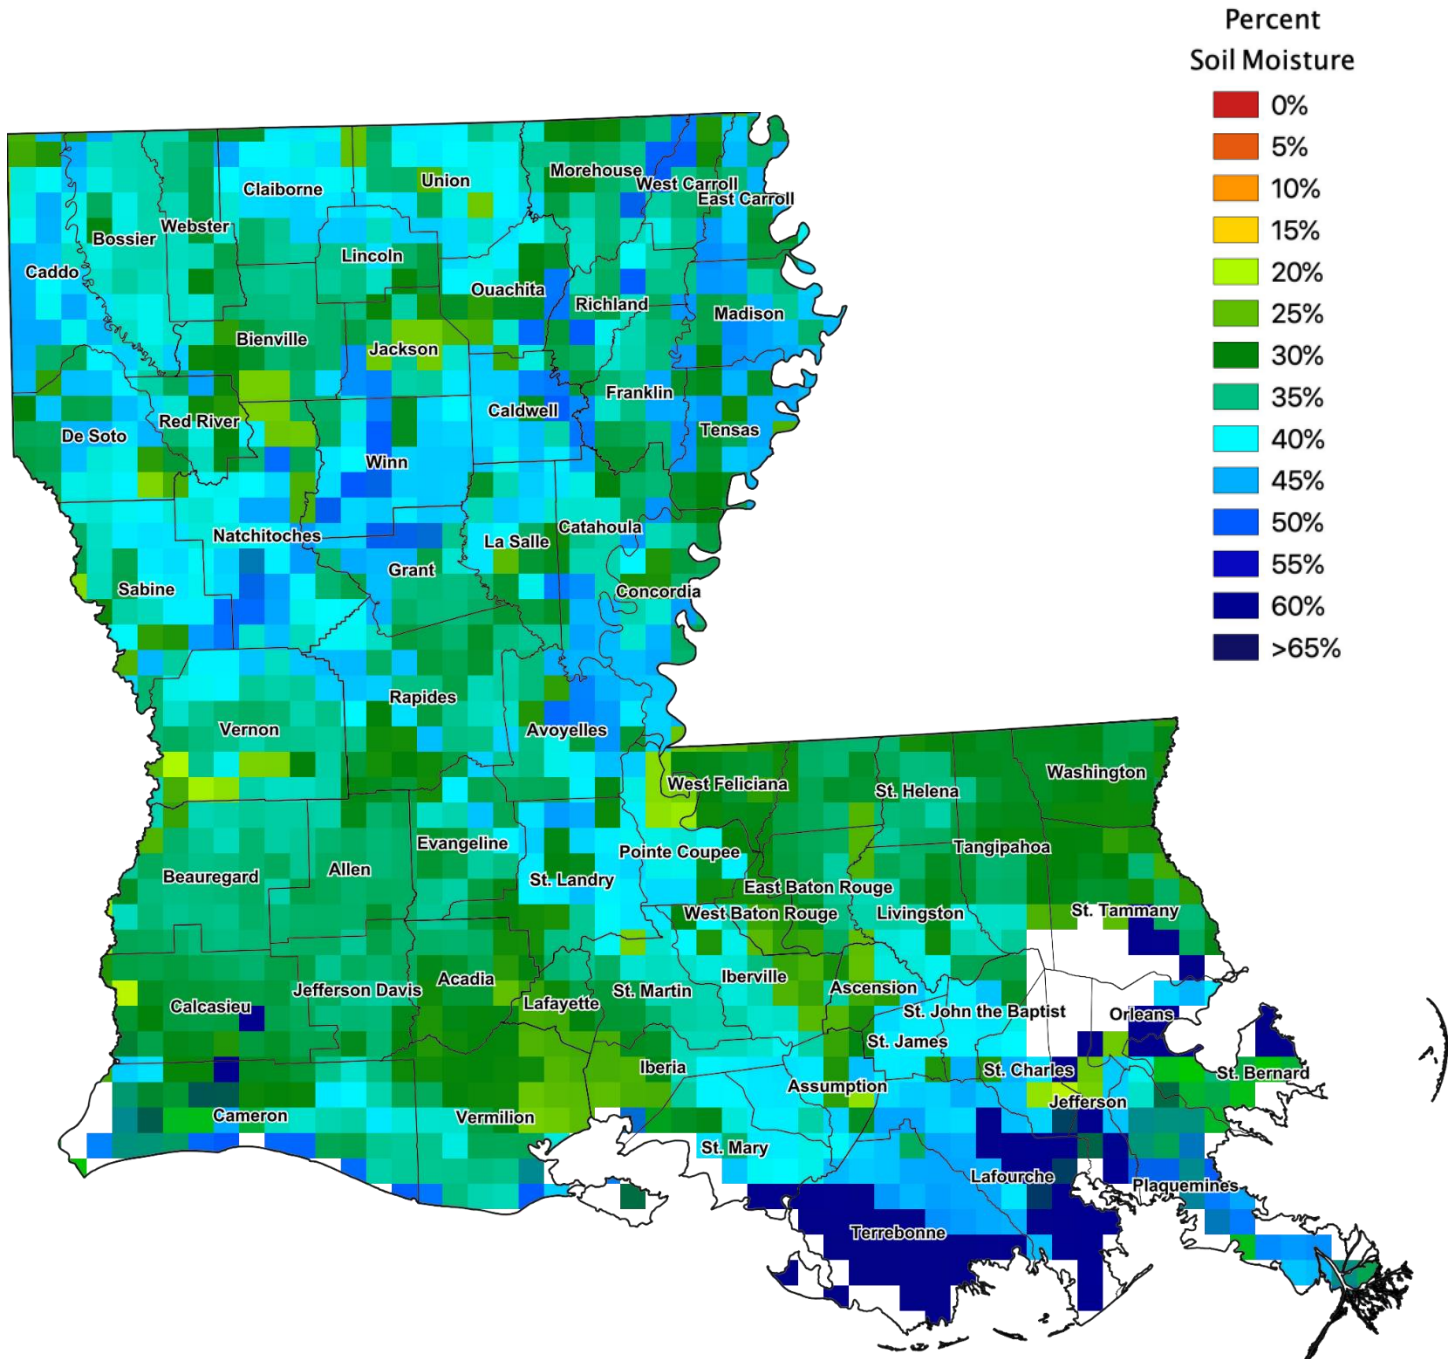 Percent
Soil Moisture
0%
5%
10%
15%
20%
25%
30%
35%
40%
45%
50%
55%
60%
>65%
Morehouse
West Carroll
East Carroll
Union
Claiborne
Webster
Bossier
Lincoln
Caddo
Ouachita
Richland
Madison
Bienville
Jackson
Franklin
Caldwell
Red River
De Soto
Tensas
Winn
Natchitoches
Catahoula
La Salle
Grant
Sabine
Concordia
Rapides
Vernon
Avoyelles
Washington
West Feliciana
St. Helena
Evangeline
Tangipahoa
Pointe Coupee
Allen
Beauregard
St. Landry
East Baton Rouge
West Baton Rouge
Livingston
St. Tammany
Iberville
Acadia
Jefferson Davis
St. Martin
Ascension
Lafayette
Calcasieu
St. John the Baptist
Orleans
St. James
Iberia
St. Charles
St. Bernard
Assumption
Jefferson
Cameron
Vermilion
St. Mary
Lafourche
Plaquemines
Terrebonne